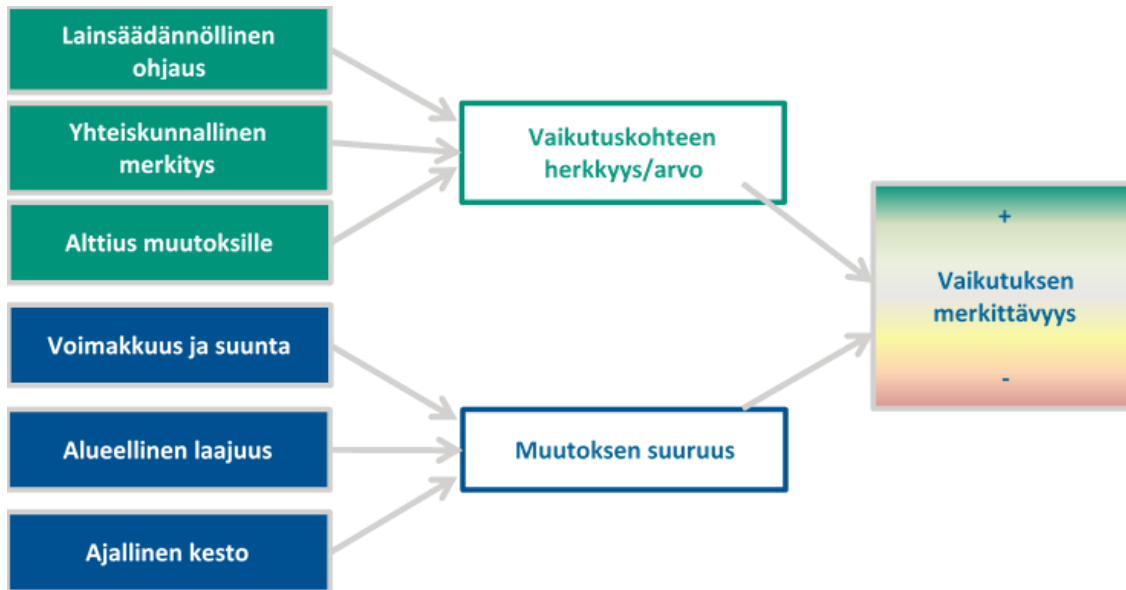 Lainsäädännöllinen
ohjaus
Yhteiskunnallinen
merkitys
Alttius muutoksille
Voimakkuus ja suunta
Alueellinen laajuus
Ajallinen kesto
Vaikutuskohteen
herkkyys/arvo
Muutoksen suuruus
+
Vaikutuksen
merkittävyys
-